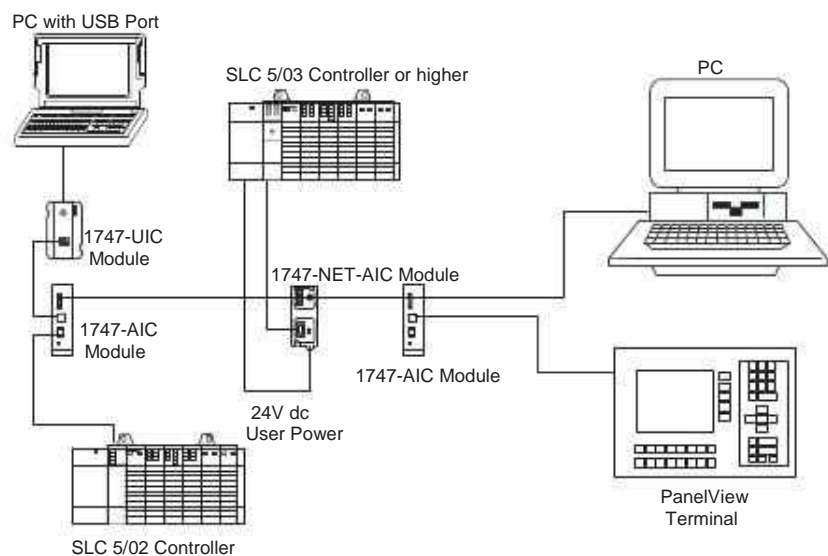 PC with USB Port
SLC 5/03 Controller or higher
PC
1747-UIC
Module
1747-NET-AIC Module
1747-AIC
Module
1747-AIC Module
24V dc
User Power
PanelView
Terminal
SLC 5/02 Controller